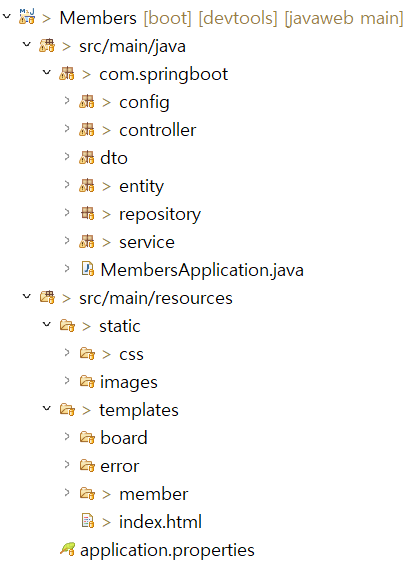 > Members [boot] [devtools] [javaweb main]
> src/main/java
> com.springboot
> config
> controller
dto
> entity
> repository
> service
MembersApplication.java
> src/main/resources
> static
> css
images
> templates
board
error
> member
> index.html
application.properties